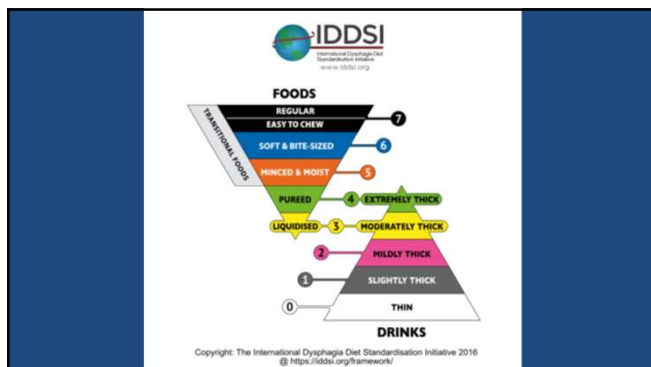 IDDSI
International Dysphagia Diet
Standardisation Initiative
www.iddsi.org
FOODS
TRANSITIONAL FOODS
REGULAR
EASY TO CHEW
7
SOFT & BITE-SIZED
6
MINCED & MOIST
5
PUREED
4
EXTREMELY THICK
LIQUIDISED
3
MODERATELY THICK
2
MILDLY THICK
1
SLIGHTLY THICK
0
THIN
DRINKS
Copyright: The International Dysphagia Diet Standardisation Initiative 2016
@ https://iddsi.org/framework/